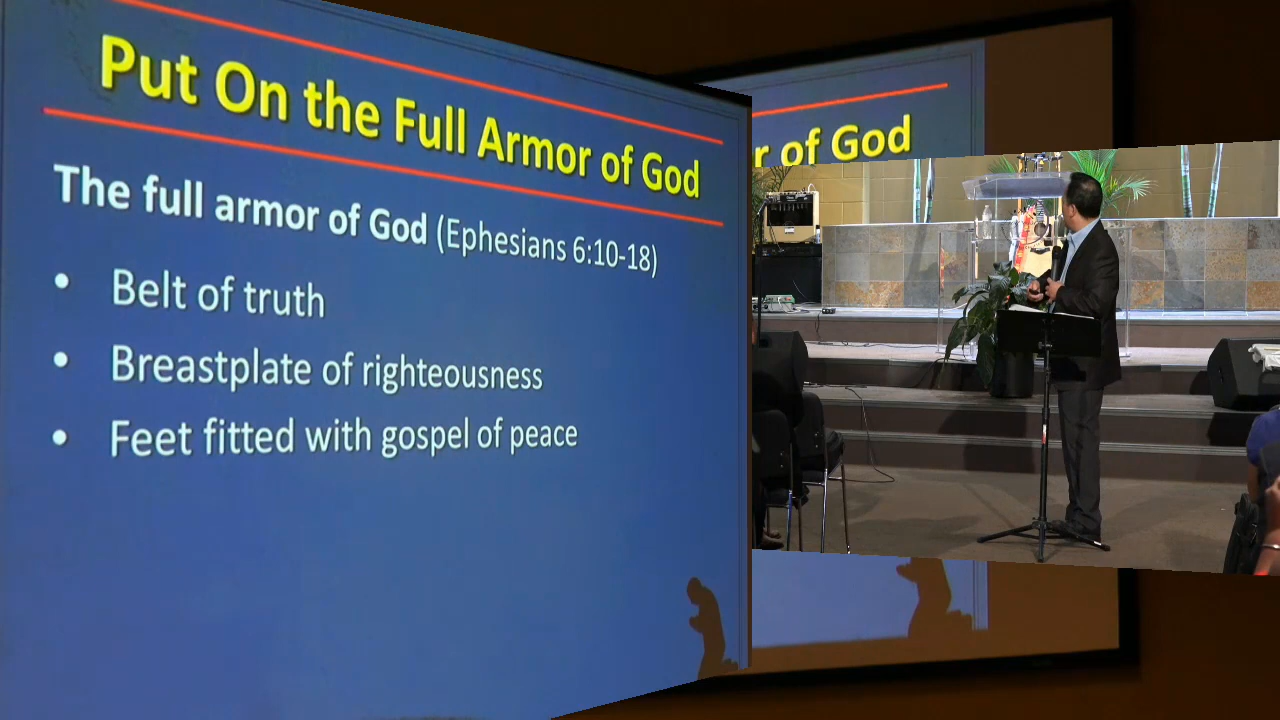 Put On the Full Armor of God
The full armor of God (Ephesians 6:10-18)
• Belt of truth
• Breastplate of righteousness
• Feet fitted with gospel of peace
r of God